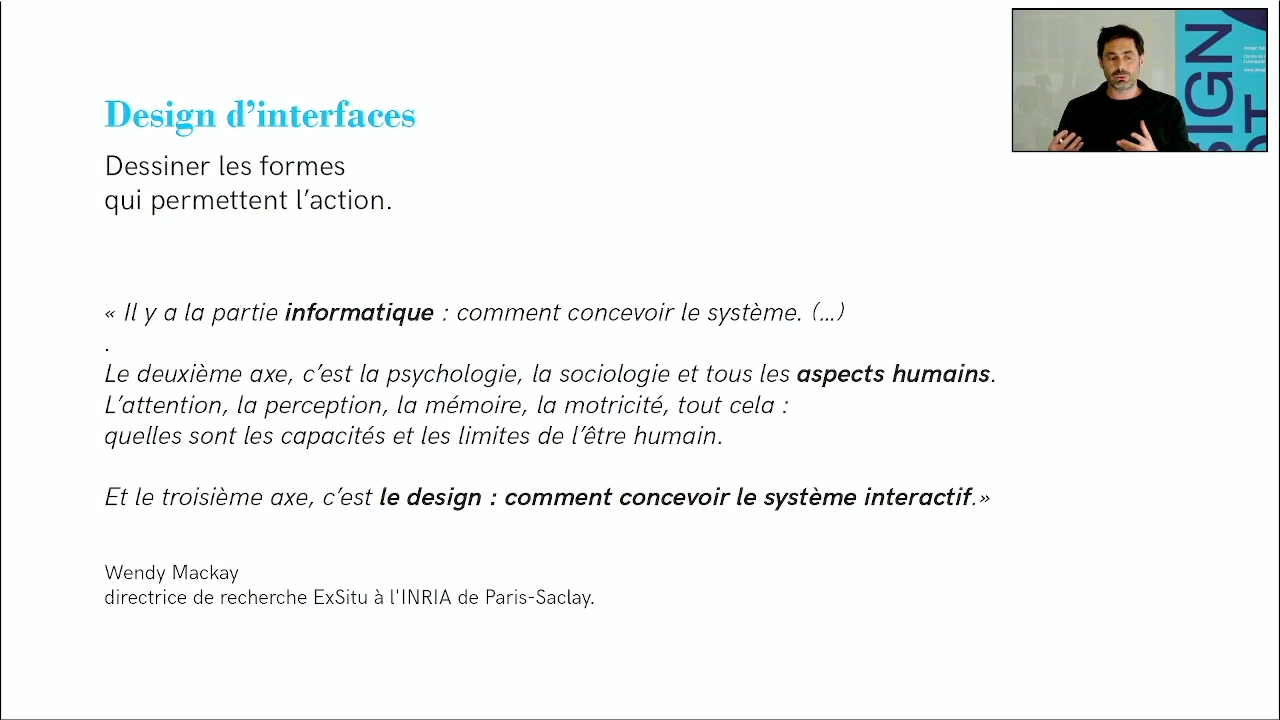 Design d’interfaces
Dessiner les formes
qui permettent l’action.
« Il y a la partie informatique : comment concevoir le système. (...)
.
Le deuxième axe, c’est la psychologie, la sociologie et tous les aspects humains.
L’attention, la perception, la mémoire, la motricité, tout cela :
quelles sont les capacités et les limites de l’être humain.
Et le troisième axe, c’est le design : comment concevoir le système interactif.»
Wendy Mackay
directrice de recherche ExSitu à l'INRIA de Paris-Saclay.